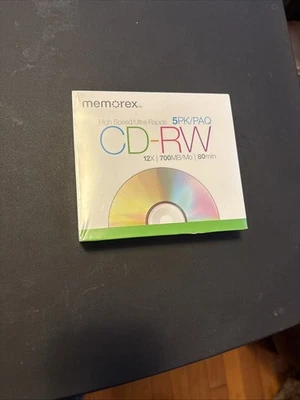 memorex
High Speed/Ultra Rapide 5PK/PAQ
CD-RW
12X | 700MB/Mo | 80min